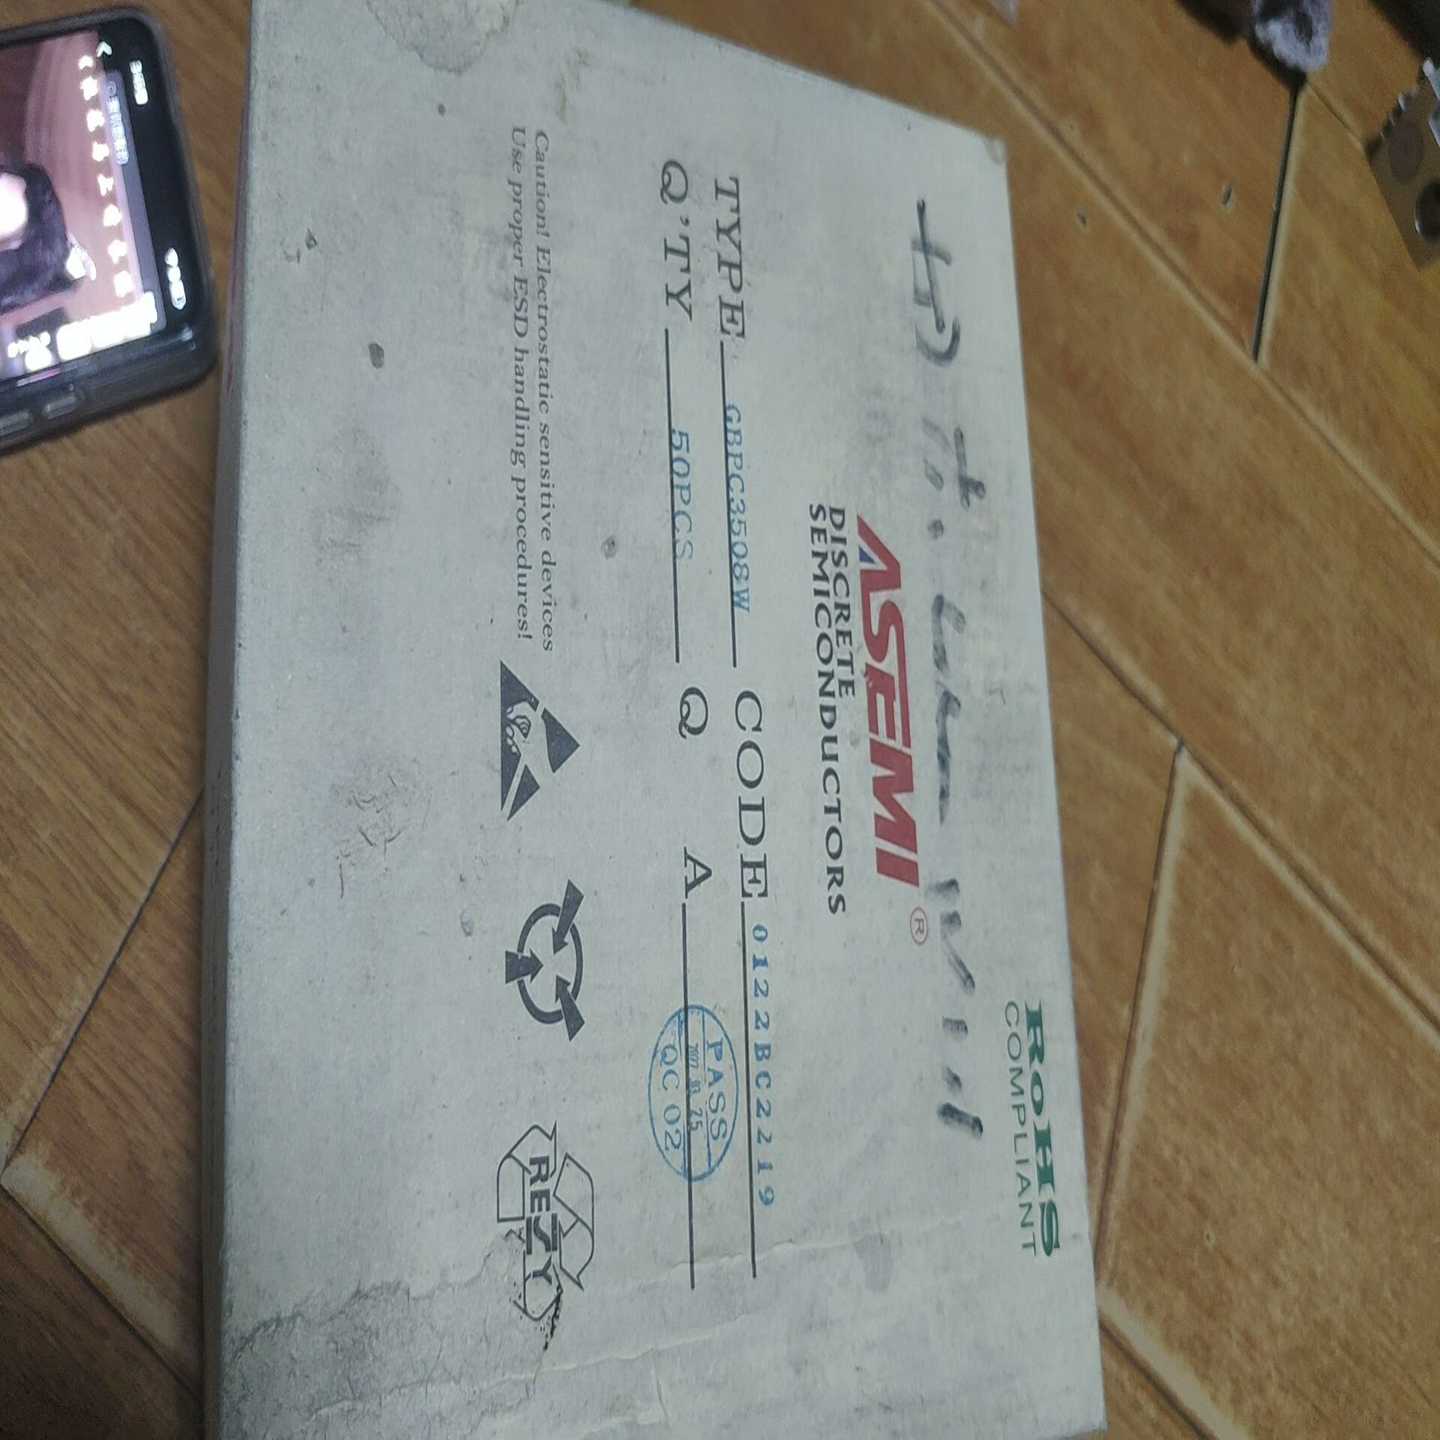 RoHS
COMPLIANT
ASEMI®
DISCRETE
SEMICONDUCTORS
TYPE GBPC3508W CODE 0122BC22219
Q'TY 50PCS Q A PASS
QC 02
Caution! Electrostatic sensitive devices
Use proper ESD handling procedures!
RESY